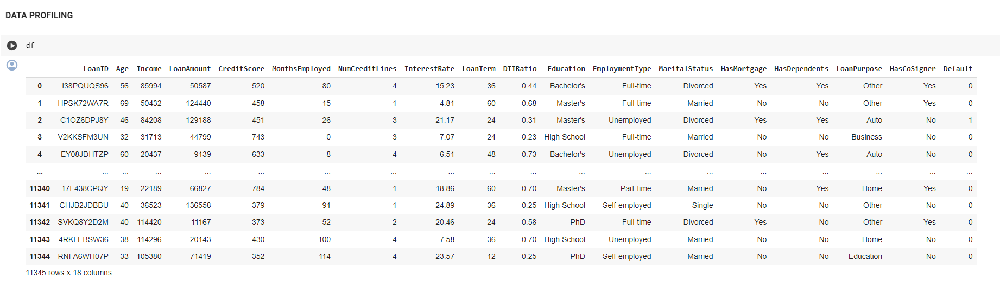 DATA PROFILING
df
LoanID Age Income LoanAmount CreditScore MonthsEmployed NumCreditLines InterestRate LoanTerm DTIRatio Education EmploymentType MaritalStatus HasMortgage HasDependents LoanPurpose HasCoSigner Default
0 I38PQUQS96 56 85994 50587 520 80 4 15.23 36 0.44 Bachelor's Full-time Divorced Yes Yes Other Yes 0
1 HPSK72WA7R 69 50432 124440 458 15 1 4.81 60 0.68 Master's Full-time Married No No Other Yes 0
2 C1OZ6DPJ8Y 46 84208 129188 451 26 3 21.17 24 0.31 Master's Unemployed Divorced Yes Yes Auto No 1
3 V2KKSFM3UN 32 31713 44799 743 0 3 7.07 24 0.23 High School Full-time Married No No Business No 0
4 EY08JDHTZP 60 20437 9139 633 8 4 6.51 48 0.73 Bachelor's Unemployed Divorced No Yes Auto No 0
... ... ... ... ... ... ... ... ... ... ... ... ... ... ... ... ... ... ...
11340 17F438CPQY 19 22189 66827 784 48 1 18.86 60 0.70 Master's Part-time Married No Yes Home Yes 0
11341 CHJB2JDBBU 40 36523 136558 379 91 1 24.89 36 0.25 High School Self-employed Single No No Other No 0
11342 SVKQ8Y2D2M 40 114420 11167 373 52 2 20.46 24 0.58 PhD Full-time Divorced Yes No Other Yes 0
11343 4RKLEBSW36 38 114296 20143 430 100 4 7.58 36 0.70 High School Unemployed Married No No Home No 0
11344 RNFA6WH07P 33 105380 71419 352 114 4 23.57 12 0.25 PhD Self-employed Married No No Education No 0
11345 rows × 18 columns